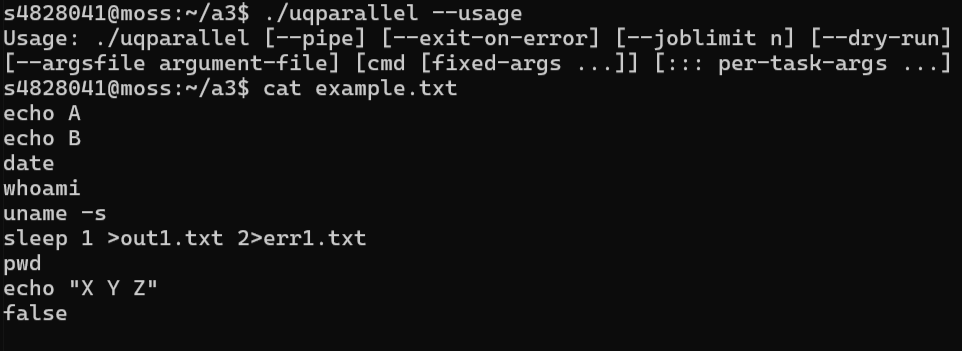 s4828041@moss:~/a3$ ./uqparallel --usage
Usage: ./uqparallel [--pipe] [--exit-on-error] [--joblimit n] [--dry-run]
[--argsfile argument-file] [cmd [fixed-args ...]] [::: per-task-args ...]
s4828041@moss:~/a3$ cat example.txt
echo A
echo B
date
whoami
uname -s
sleep 1 >out1.txt 2>err1.txt
pwd
echo "X Y Z"
false